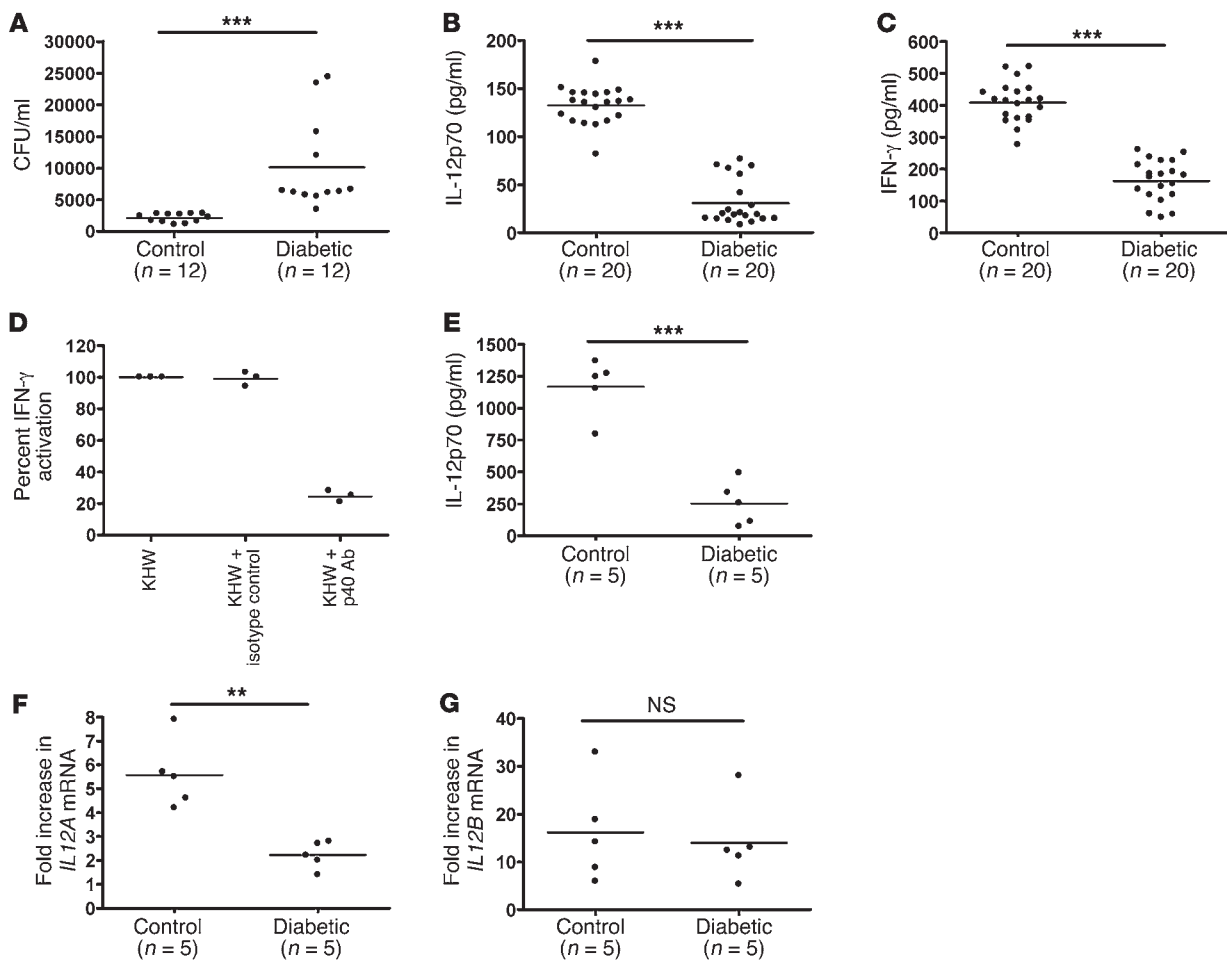 A
***
CFU/ml
30000
25000
20000
15000
10000
5000
0
Control
(n = 12)
Diabetic
(n = 12)
B
***
IL-12p70 (pg/ml)
200
150
100
50
0
Control
(n = 20)
Diabetic
(n = 20)
C
***
IFN-γ (pg/ml)
600
500
400
300
200
100
0
Control
(n = 20)
Diabetic
(n = 20)
D
Percent IFN-γ
activation
120
100
80
60
40
20
0
KHW
KHW +
isotype control
KHW +
p40 Ab
E
***
IL-12p70 (pg/ml)
1500
1250
1000
750
500
250
0
Control
(n = 5)
Diabetic
(n = 5)
F
**
Fold increase in
IL12A mRNA
8
7
6
5
4
3
2
1
0
Control
(n = 5)
Diabetic
(n = 5)
G
NS
Fold increase in
IL12B mRNA
40
30
20
10
0
Control
(n = 5)
Diabetic
(n = 5)